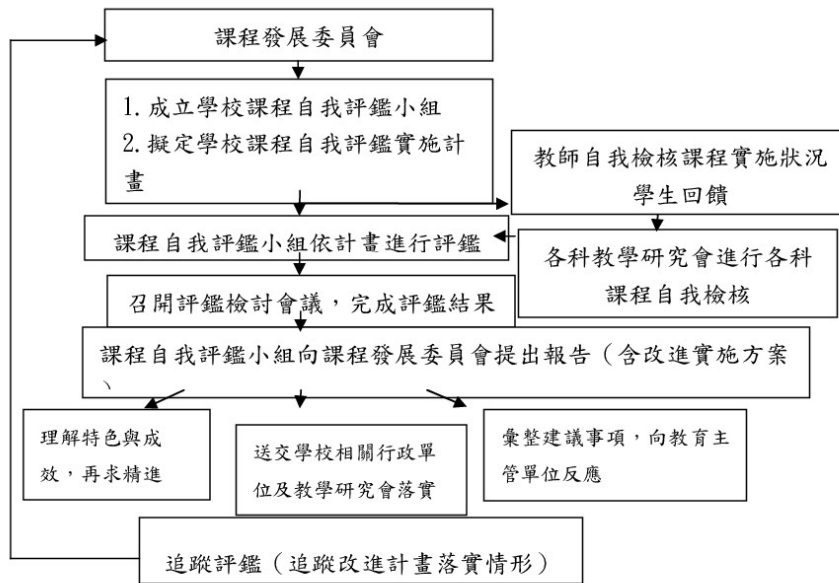 課程發展委員會
1. 成立學校課程自我評鑑小組
2. 擬定學校課程自我評鑑實施計
畫
教師自我檢核課程實施狀況
學生回饋
課程自我評鑑小組依計畫進行評鑑
各科教學研究會進行各科
課程自我檢核
召開評鑑檢討會議，完成評鑑結果
課程自我評鑑小組向課程發展委員會提出報告（含改進實施方案
）
理解特色與成
效，再求精進
送交學校相關行政單
位及教學研究會落實
彙整建議事項，向教育主
管單位反應
追蹤評鑑（追蹤改進計畫落實情形）